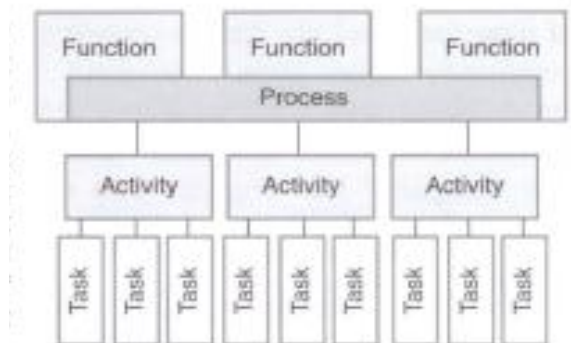 Function Function Function
Process
Activity Activity Activity
Task Task Task Task Task Task Task Task Task